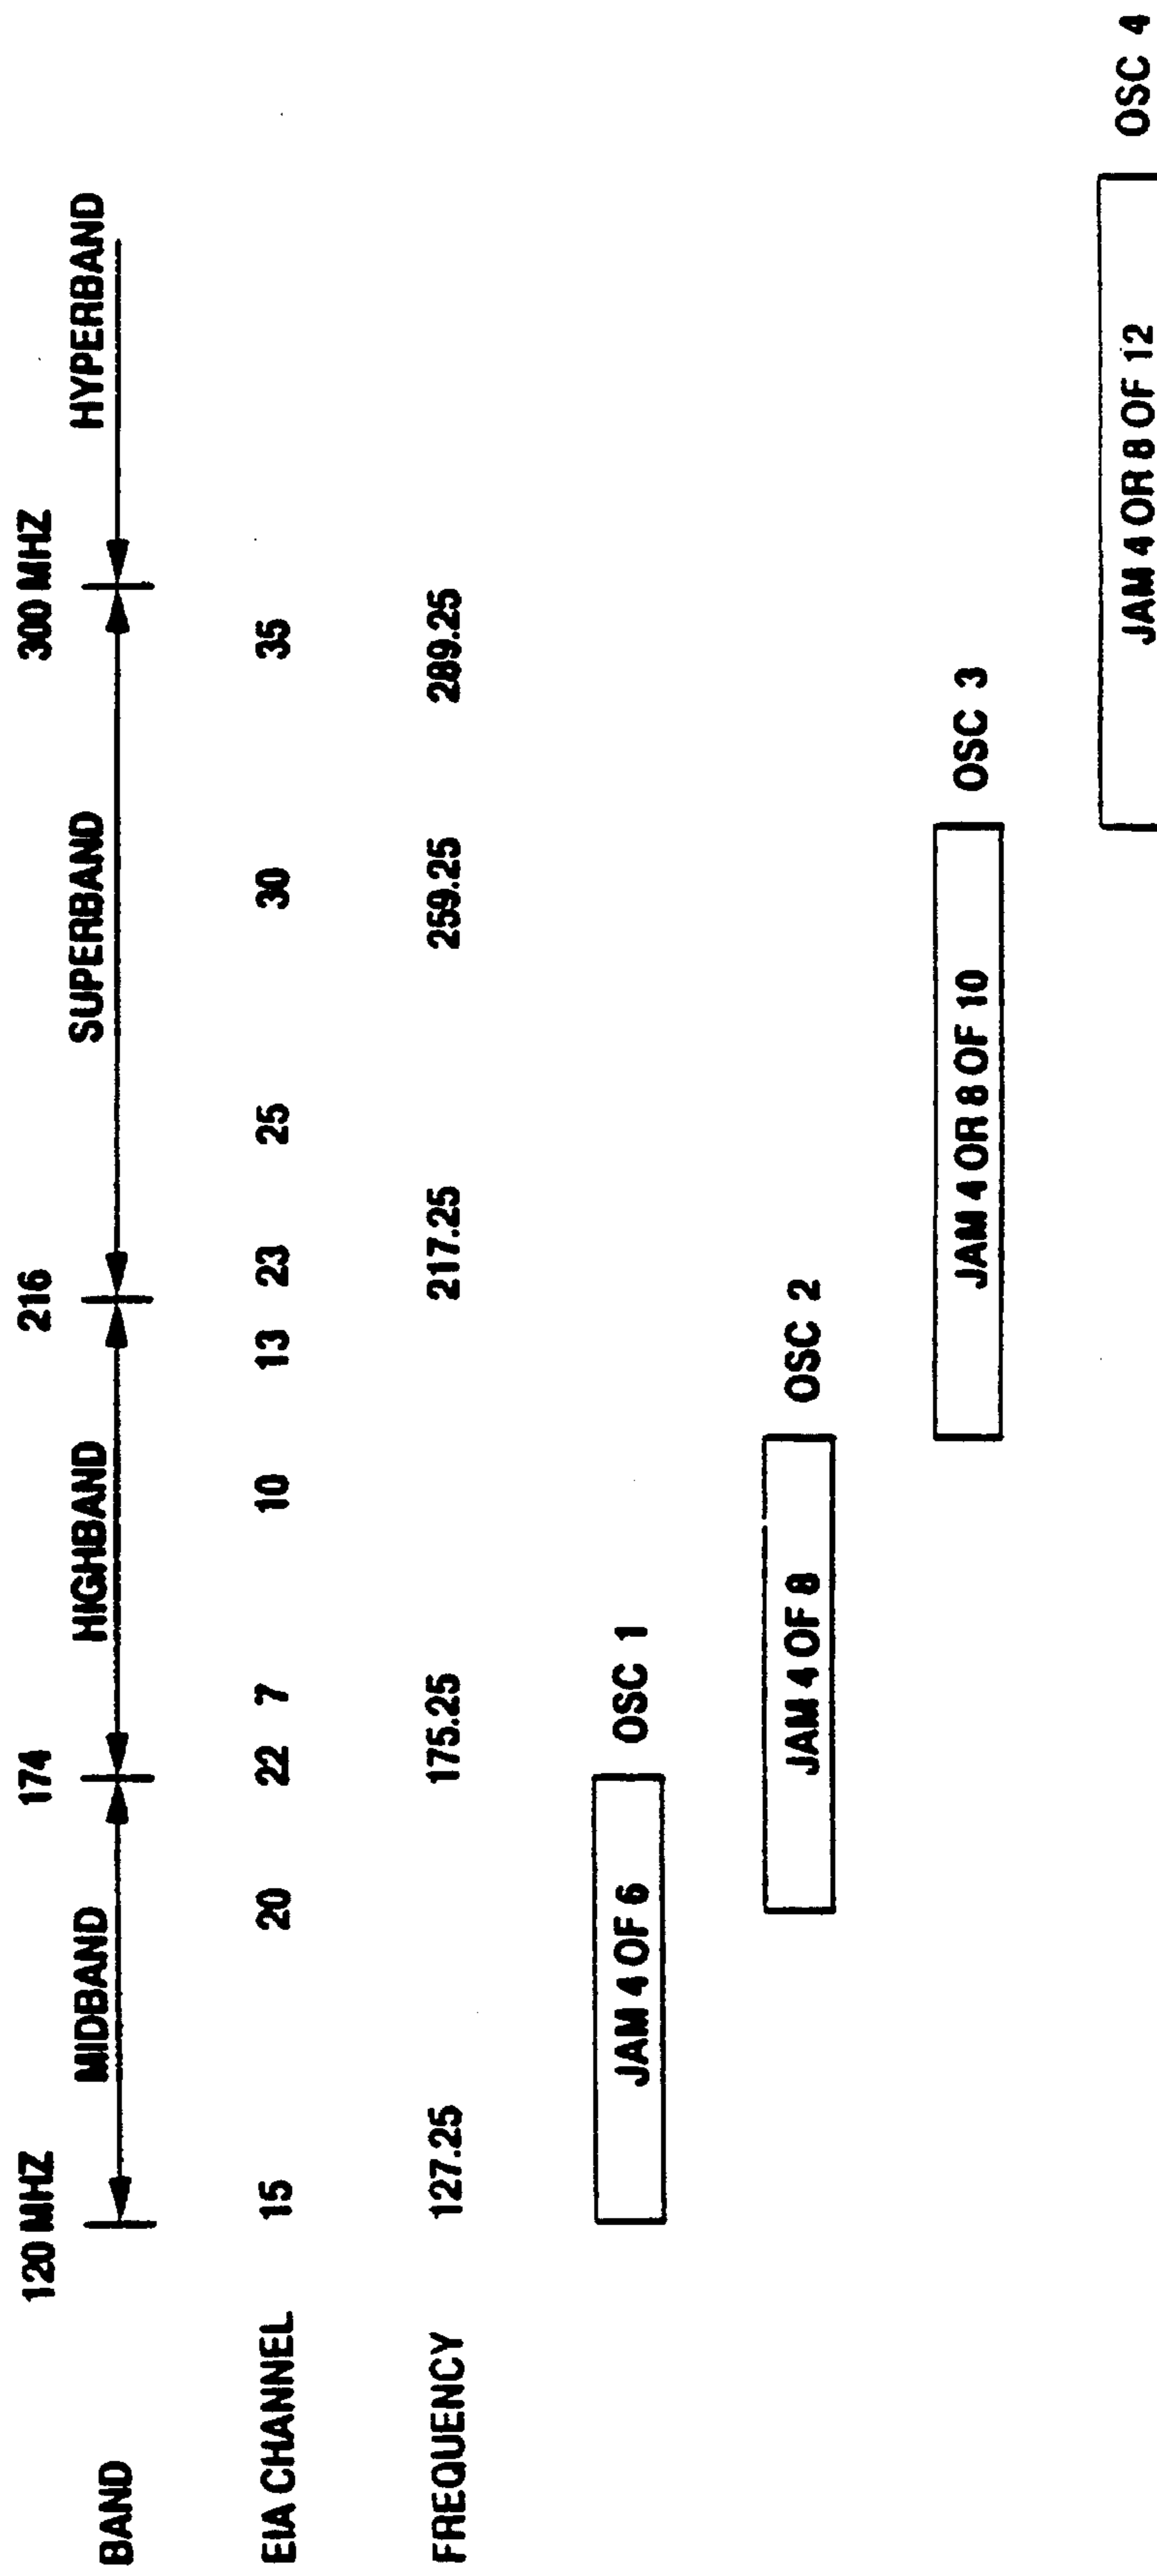 120 MHZ 174 216 300 MHZ
BAND MIDBAND HIGHBAND SUPERBAND HYPERBAND
EIA CHANNEL 15 20 22 7 10 13 23 25 30 35
FREQUENCY 127.25 175.25 217.25 259.25 289.25
JAM 4 OF 6 OSC 1
JAM 4 OF 8 OSC 2
JAM 4 OR 8 OF 10 OSC 3
JAM 4 OR 8 OF 12 OSC 4